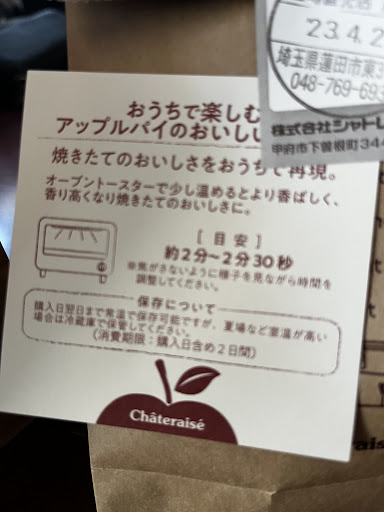 23.4.2
埼玉県蓮田市東
048-769-693
株式会社シャトレ
甲府市下曽根町344
おうちで楽しむ
アップルパイのおいしい
焼きたてのおいしさをおうちで再現。
オーブントースターで少し温めるとより香ばしく、
香り高くなり焼きたてのおいしさに。
[ 目 安 ]
約2分〜2分30秒
※焦がさないように様子を見ながら時間を
調整してください。
保存について
購入日翌日まで常温で保存可能ですが、夏場など室温が高い
場合は冷蔵庫で保管してください。
(消費期限：購入日含め2日間)
Châteraisé